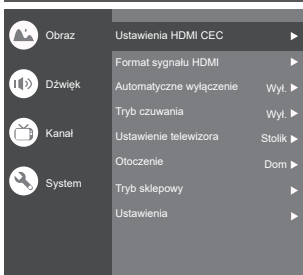 Obraz
Dźwięk
Kanał
System
Ustawienia HDMI CEC
Format sygnału HDMI
Automatyczne wyłączenie Wył.
Tryb czuwania Wył.
Ustawienie telewizora Stolik
Otoczenie Dom
Tryb sklepowy
Ustawienia